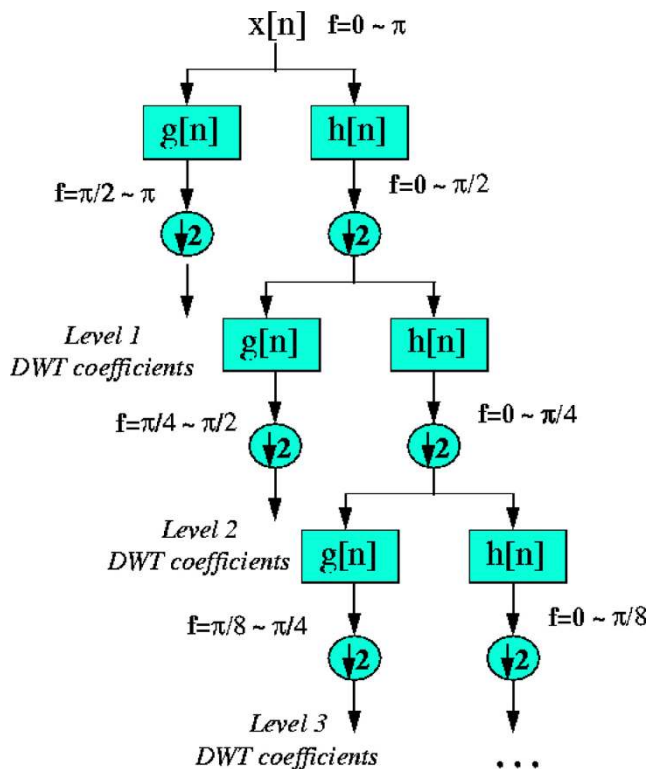 x[n] f=0 ~ π
g[n] h[n]
f=π/2 ~ π f=0 ~ π/2
2 2
Level 1
DWT coefficients
g[n] h[n]
f=π/4 ~ π/2 f=0 ~ π/4
2 2
Level 2
DWT coefficients
g[n] h[n]
f=π/8 ~ π/4 f=0 ~ π/8
2 2
Level 3
DWT coefficients
...